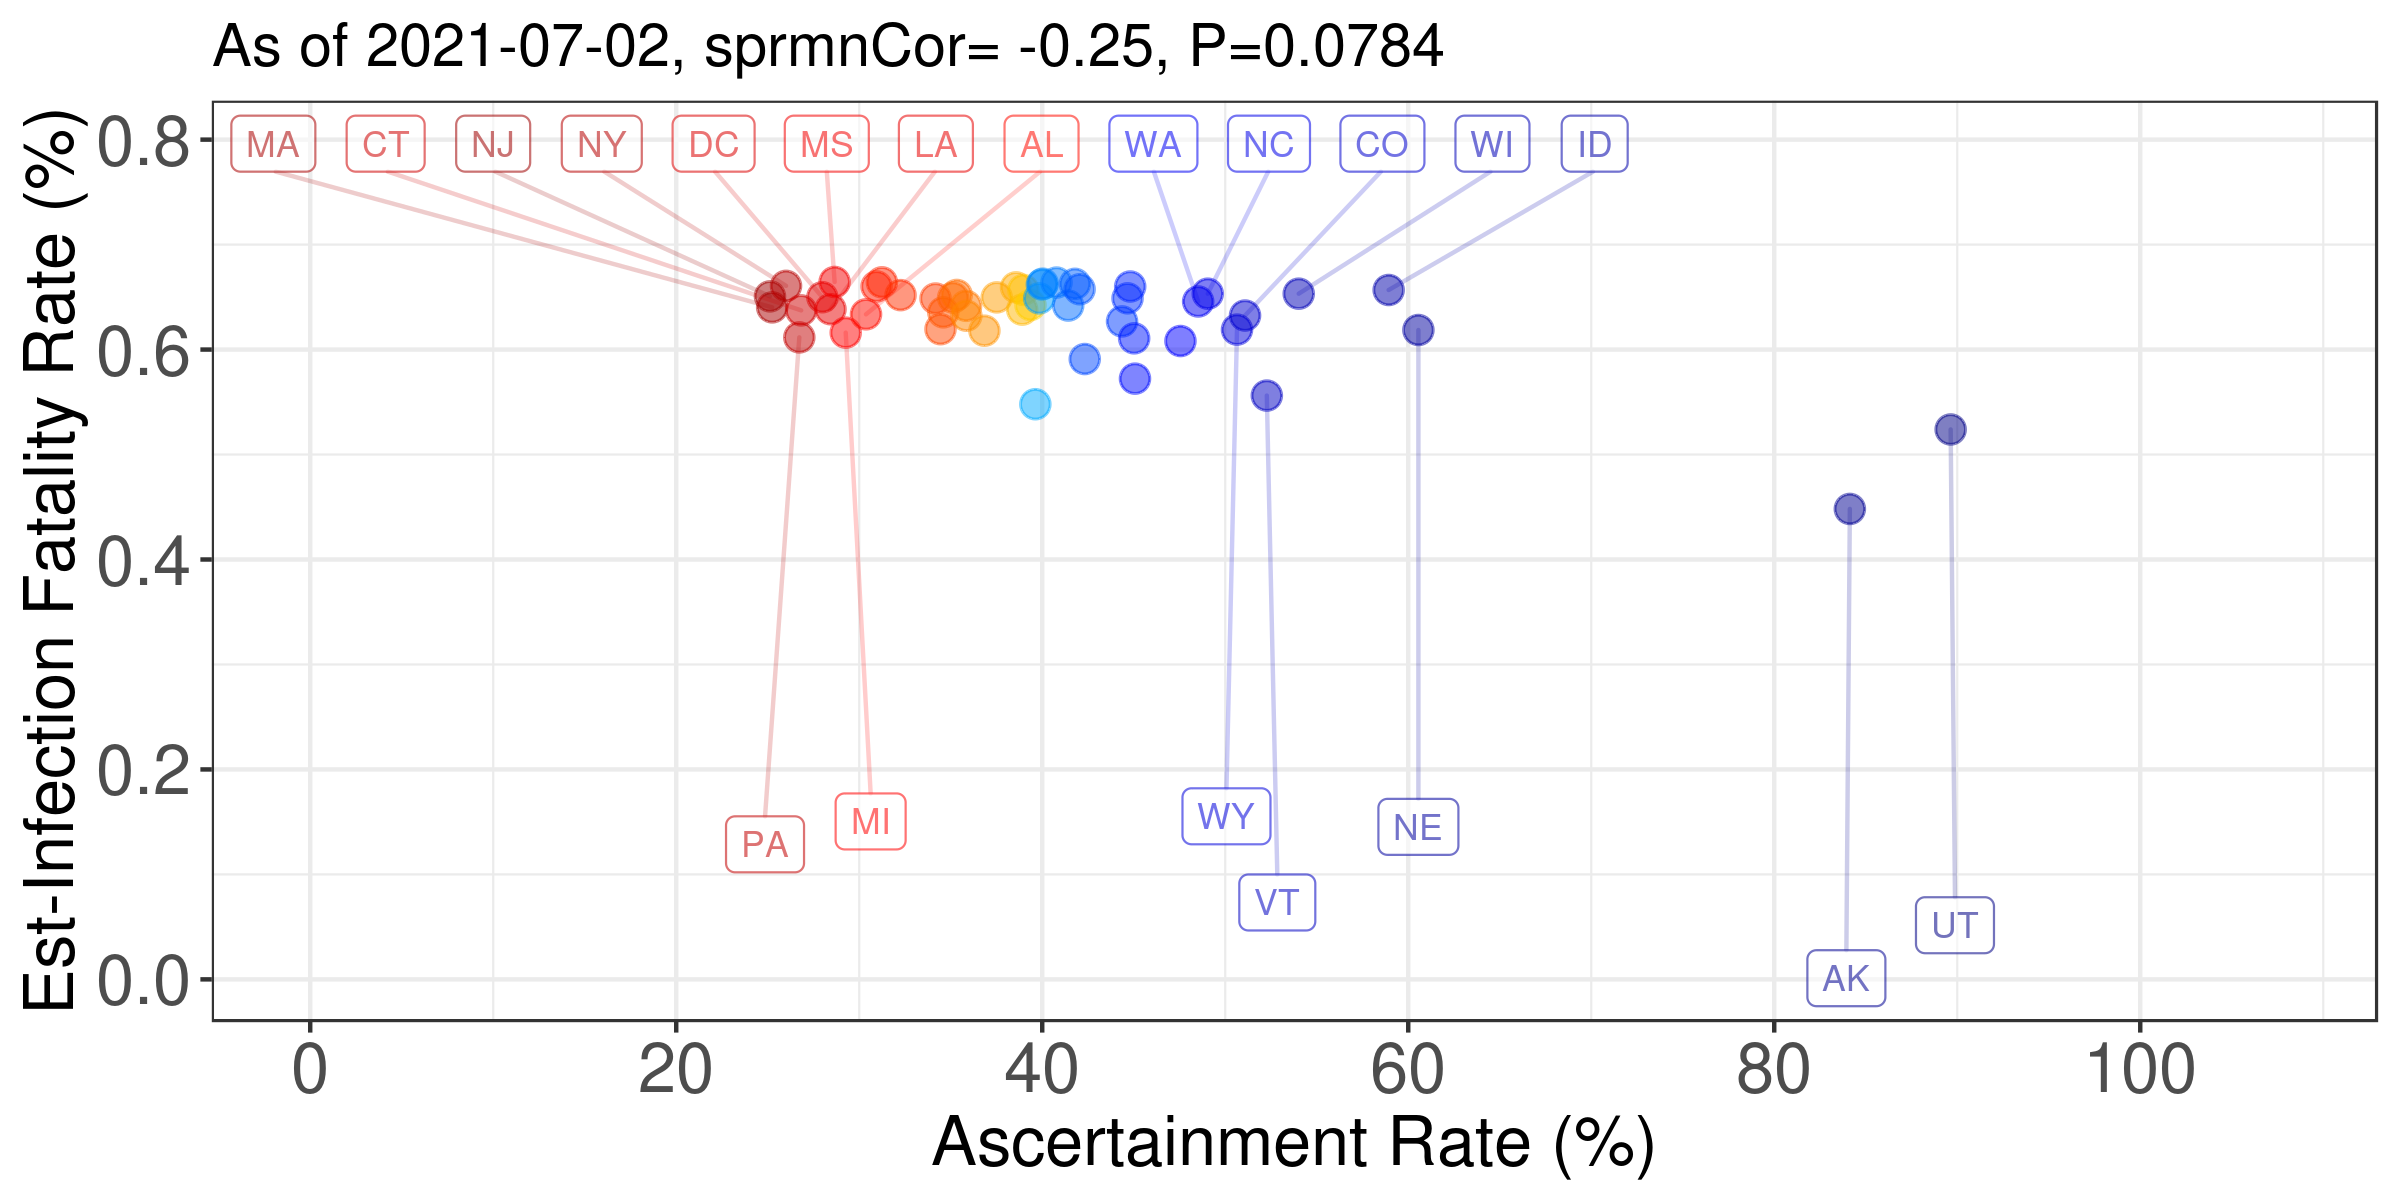 As of 2021-07-02, sprmnCor= -0.25, P=0.0784
Est-Infection Fatality Rate (%)
0.8
0.6
0.4
0.2
0.0
MA CT NJ NY DC MS LA AL WA NC CO WI ID
PA MI WY NE
VT
UT
AK
0 20 40 60 80 100
Ascertainment Rate (%)